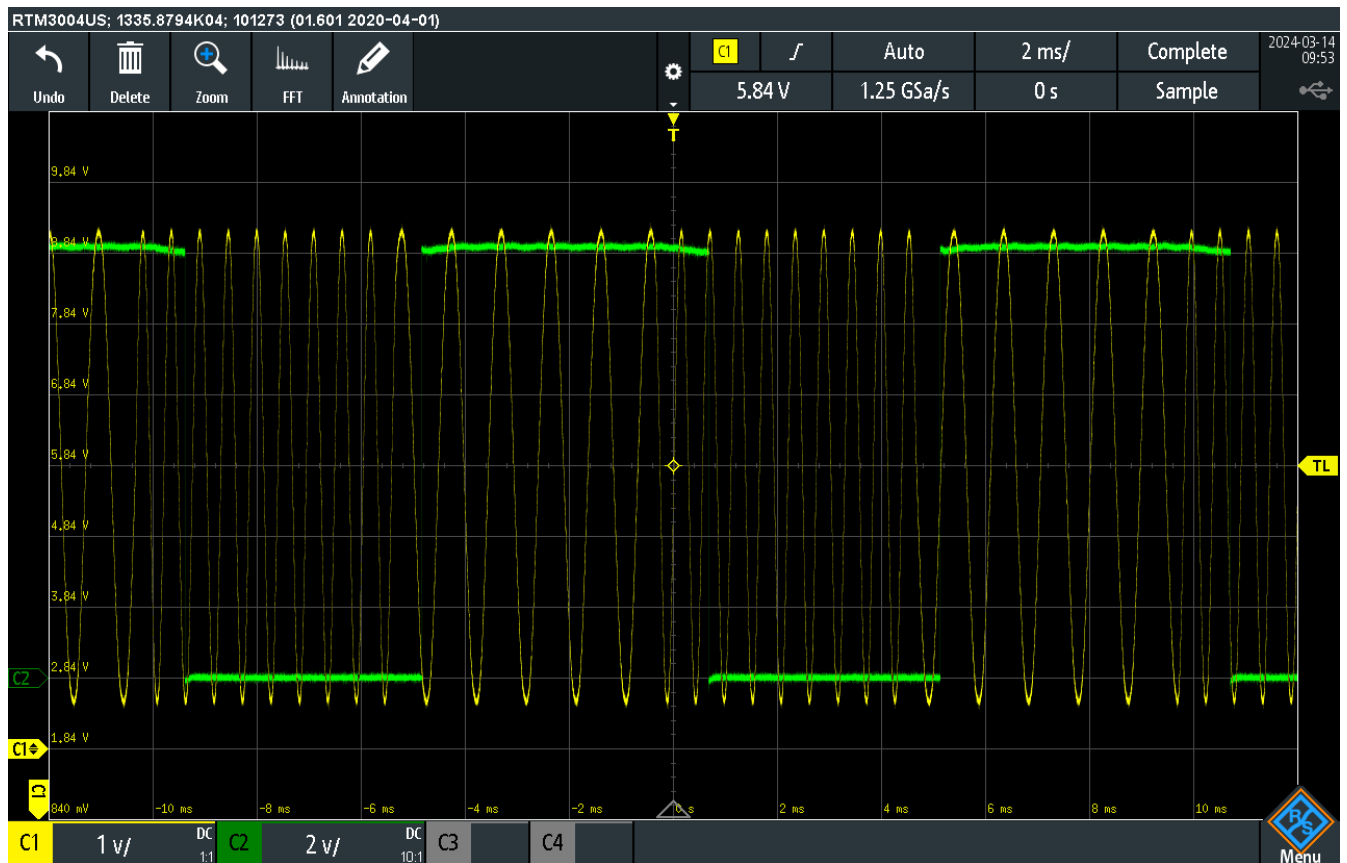 RTM3004US; 1335.8794K04; 101273 (01.601 2020-04-01)
Undo Delete Zoom FFT Annotation
C1 Auto 2 ms/ Complete
5.84 V 1.25 GSa/s 0 s Sample
2024-03-14
09:53
T
9.84 V
8.84 V
7.84 V
6.84 V
5.84 V
TL
4.84 V
3.84 V
2.84 V
C2
1.84 V
C1
C1
840 mV -10 ms -8 ms -6 ms -4 ms -2 ms 0 s 2 ms 4 ms 6 ms 8 ms 10 ms
C1 1 V/ DC 1:1 C2 2 V/ DC 10:1 C3 C4
R&S
Menu